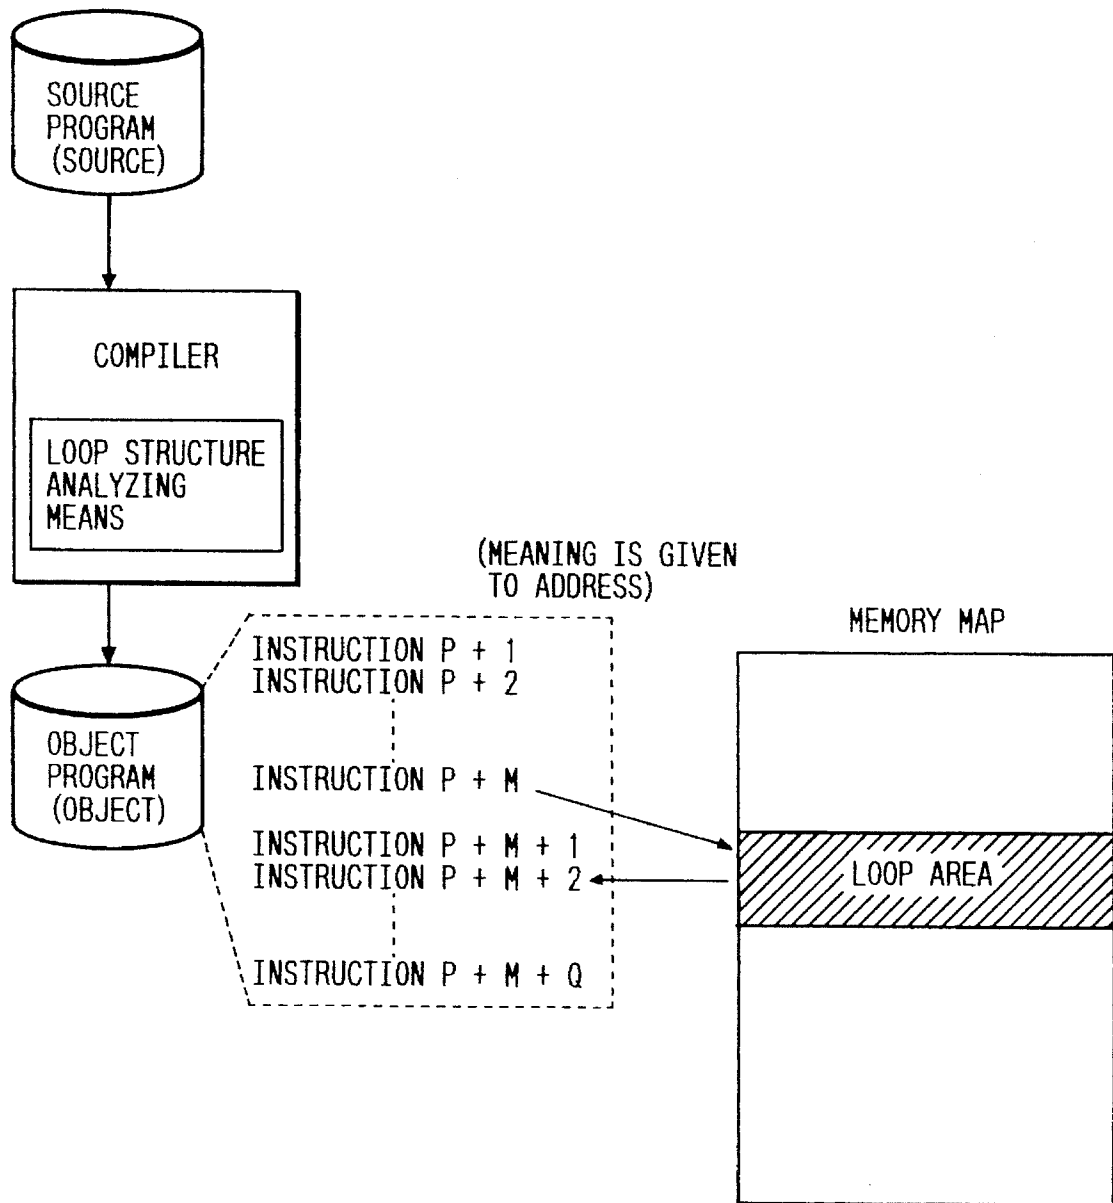 SOURCE
PROGRAM
(SOURCE)
COMPILER
LOOP STRUCTURE
ANALYZING
MEANS
(MEANING IS GIVEN
TO ADDRESS)
MEMORY MAP
INSTRUCTION P + 1
INSTRUCTION P + 2
OBJECT
PROGRAM
(OBJECT)
INSTRUCTION P + M
INSTRUCTION P + M + 1
INSTRUCTION P + M + 2
LOOP AREA
INSTRUCTION P + M + Q